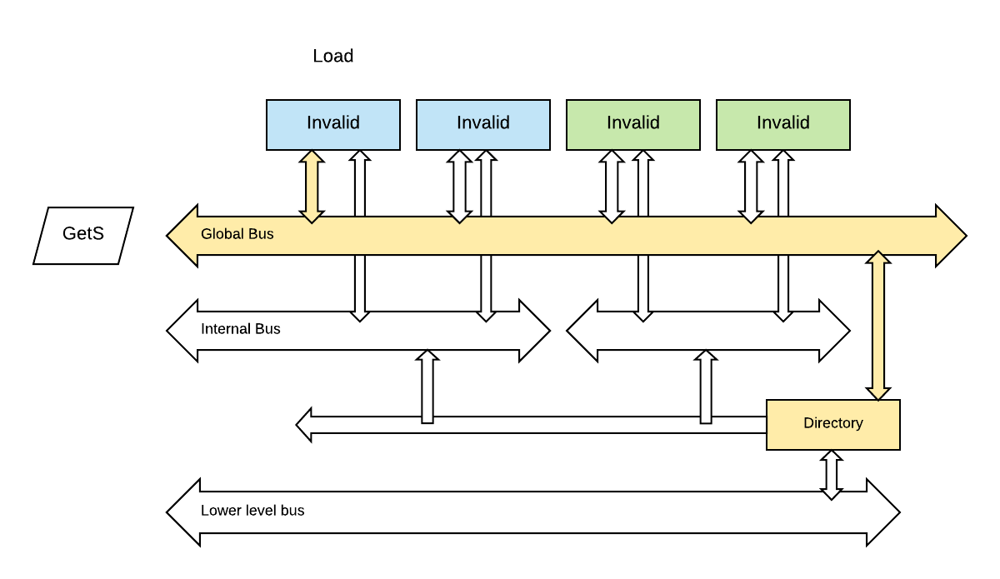 Load
Invalid
Invalid
Invalid
Invalid
GetS
Global Bus
Internal Bus
Directory
Lower level bus